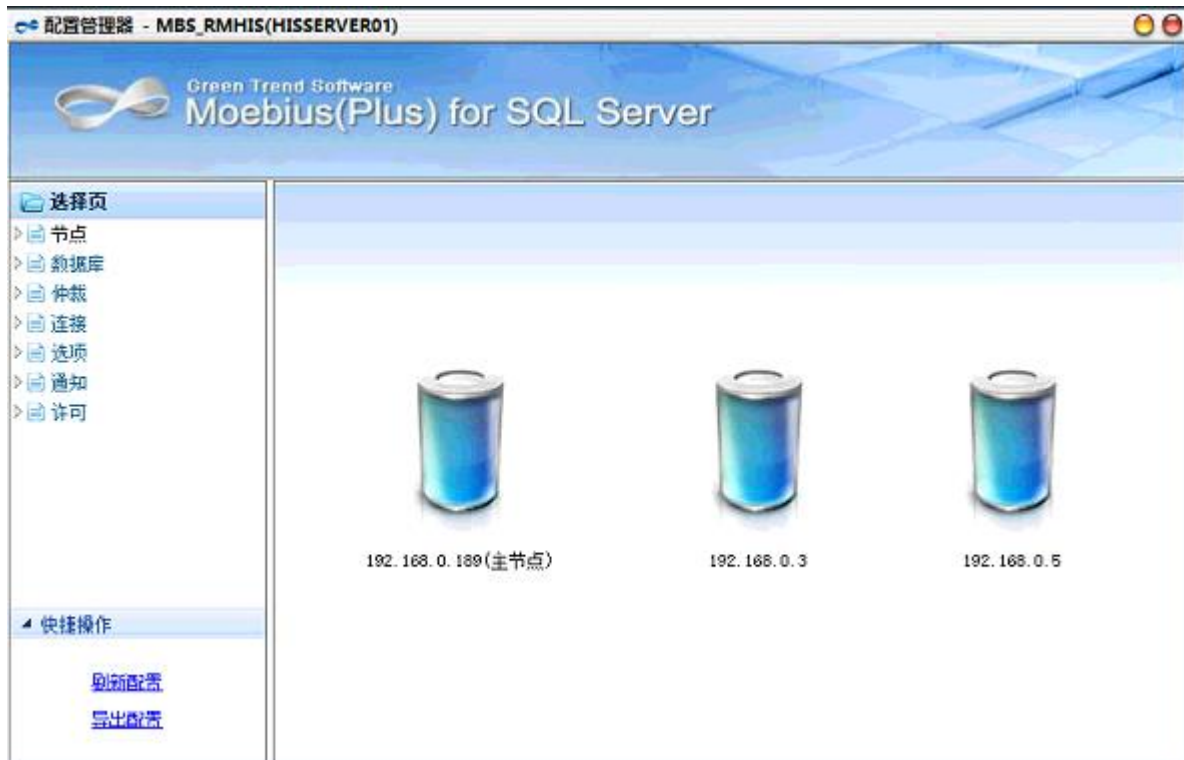 配置管理器 - MBS_RMHIS(HISSERVER01)
Green Trend Software
Moebius(Plus) for SQL Server
选择页
节点
数据库
仲裁
连接
选项
通知
许可
192.168.0.189(主节点)
192.168.0.3
192.168.0.5
快捷操作
刷新配置
导出配置